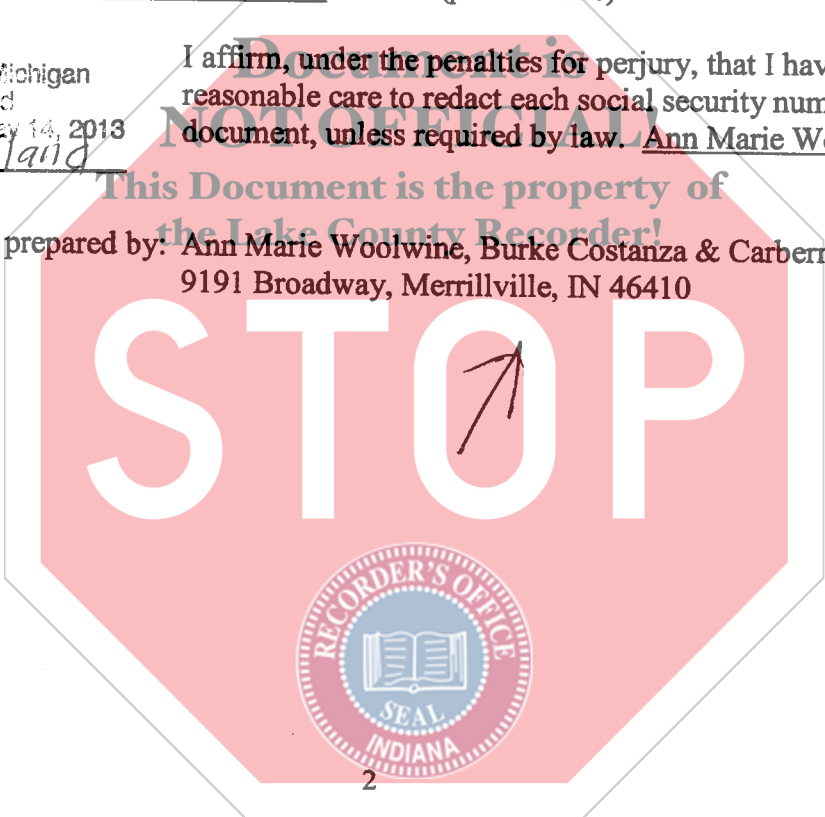 Document is
Michigan
I affirm, under the penalties for perjury, that I hav
reasonable care to redact each social security num
NOT OFFICIAL!
ay 14, 2013
document, unless required by law. Ann Marie W
land
This Document is the property of
the Lake County Recorder!
prepared by: Ann Marie Woolwine, Burke Costanza & Carberr
9191 Broadway, Merrillville, IN 46410
STOP
RECORDER'S OFFICE
SEAL
INDIANA
2